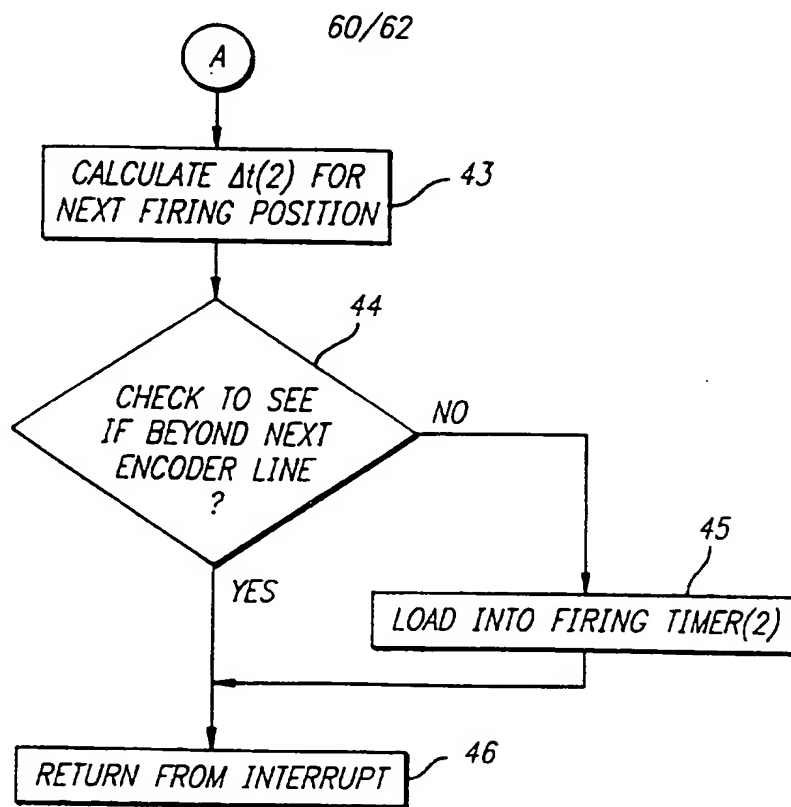 60/62
A
CALCULATE Δt(2) FOR
NEXT FIRING POSITION
43
44
CHECK TO SEE
IF BEYOND NEXT
ENCODER LINE
?
NO
YES
45
LOAD INTO FIRING TIMER(2)
RETURN FROM INTERRUPT
46